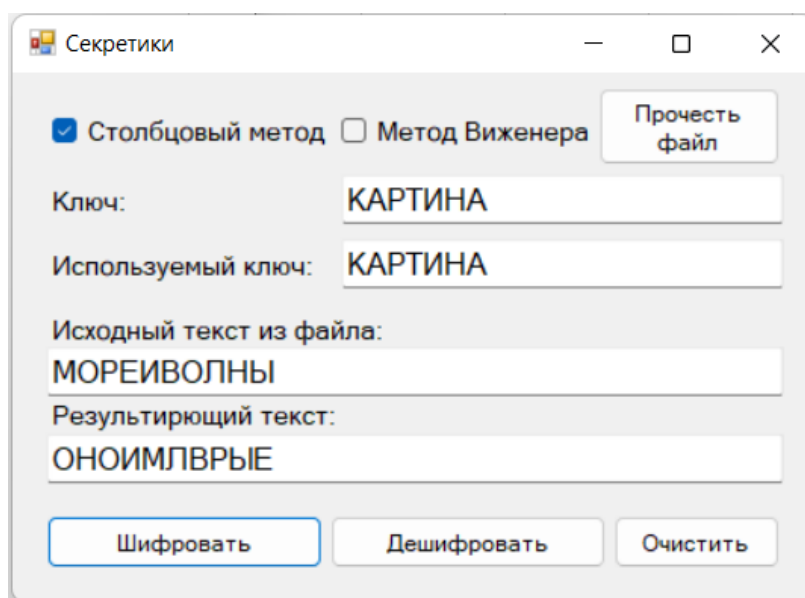 Секретики
Столбцовый метод Метод Виженера Прочесть файл
Ключ: КАРТИНА
Используемый ключ: КАРТИНА
Исходный текст из файла:
МОРЕИВОЛНЫ
Результирющий текст:
ОНОИМЛВРЫЕ
Шифровать Дешифровать Очистить